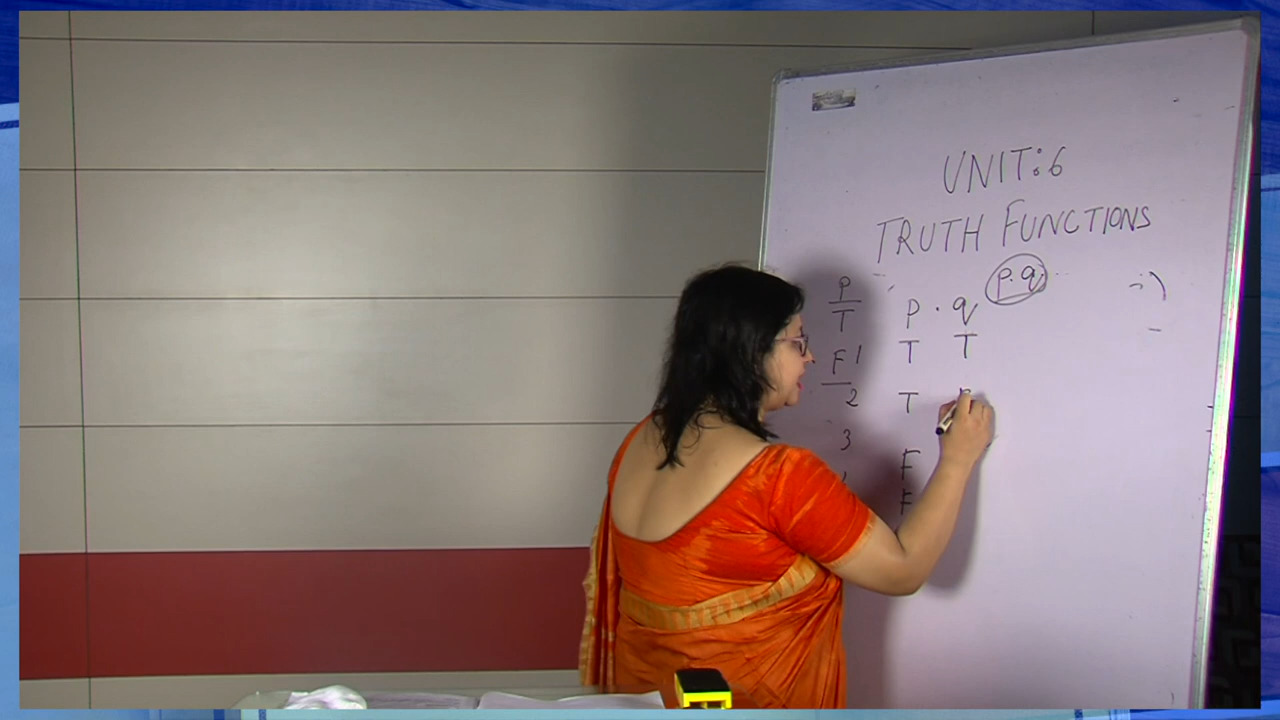 UNIT:6
TRUTH FUNCTIONS
P
T
F
p·q
p · q
1 T T
2 T
3 F
F